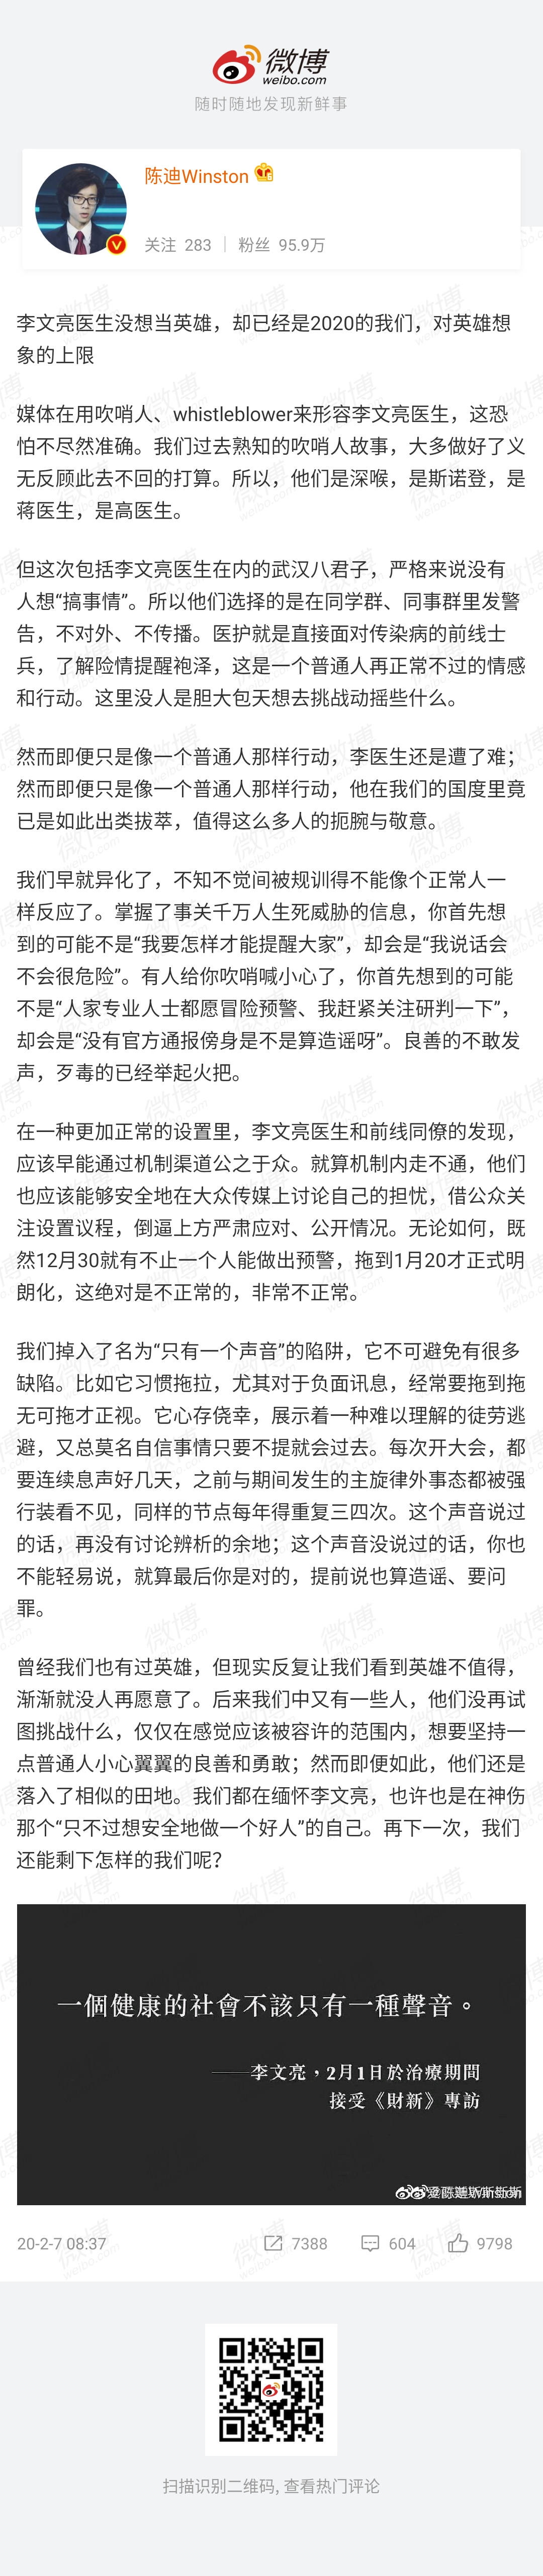 微博
weibo.com
随时随地发现新鲜事
陈迪Winston
关注 283 | 粉丝 95.9万
李文亮医生没想当英雄，却已经是2020的我们，对英雄想
象的上限
媒体在用吹哨人、whistleblower来形容李文亮医生，这恐
怕不尽然准确。我们过去熟知的吹哨人故事，大多做好了义
无反顾此去不回的打算。所以，他们是深喉，是斯诺登，是
蒋医生，是高医生。
但这次包括李文亮医生在内的武汉八君子，严格来说没有
人想“搞事情”。所以他们选择的是在同学群、同事群里发警
告，不对外、不传播。医护就是直接面对传染病的前线士
兵，了解险情提醒袍泽，这是一个普通人再正常不过的情感
和行动。这里没人是胆大包天想去挑战动摇些什么。
然而即便只是像一个普通人那样行动，李医生还是遭了难；
然而即便只是像一个普通人那样行动，他在我们的国度里竟
已是如此出类拔萃，值得这么多人的扼腕与敬意。
我们早就异化了，不知不觉间被规训得不能像个正常人一
样反应了。掌握了事关千万人生死威胁的信息，你首先想
到的可能不是“我要怎样才能提醒大家”，却会是“我说话会
不会很危险”。有人给你吹哨喊小心了，你首先想到的可能
不是“人家专业人士都愿冒险预警、我赶紧关注研判一下”，
却会是“没有官方通报傍身是不是算造谣呀”。良善的不敢发
声，歹毒的已经举起火把。
在一种更加正常的设置里，李文亮医生和前线同僚的发现，
应该早能通过机制渠道公之于众。就算机制内走不通，他们
也应该能够安全地在大众传媒上讨论自己的担忧，借公众关
注设置议程，倒逼上方严肃应对、公开情况。无论如何，既
然12月30就有不止一个人能做出预警，拖到1月20才正式明
朗化，这绝对是不正常的，非常不正常。
我们掉入了名为“只有一个声音”的陷阱，它不可避免有很多
缺陷。比如它习惯拖拉，尤其对于负面讯息，经常要拖到拖
无可拖才正视。它心存侥幸，展示着一种难以理解的徒劳逃
避，又总莫名自信事情只要不提就会过去。每次开大会，都
要连续息声好几天，之前与期间发生的主旋律外事态都被强
行装看不见，同样的节点每年得重复三四次。这个声音说过
的话，再没有讨论辨析的余地；这个声音没说过的话，你也
不能轻易说，就算最后你是对的，提前说也算造谣、要问
罪。
曾经我们也有过英雄，但现实反复让我们看到英雄不值得，
渐渐就没人再愿意了。后来我们中又有一些人，他们没再试
图挑战什么，仅仅在感觉应该被容许的范围内，想要坚持一
点普通人小心翼翼的良善和勇敢；然而即便如此，他们还是
落入了相似的田地。我们都在缅怀李文亮，也许也是在神伤
那个“只不过想安全地做一个好人”的自己。再下一次，我们
还能剩下怎样的我们呢？
一個健康的社會不該只有一種聲音。
——李文亮，2月1日於治療期間
接受《財新》專訪
20-2-7 08:37 7388 604 9798
扫描识别二维码, 查看热门评论